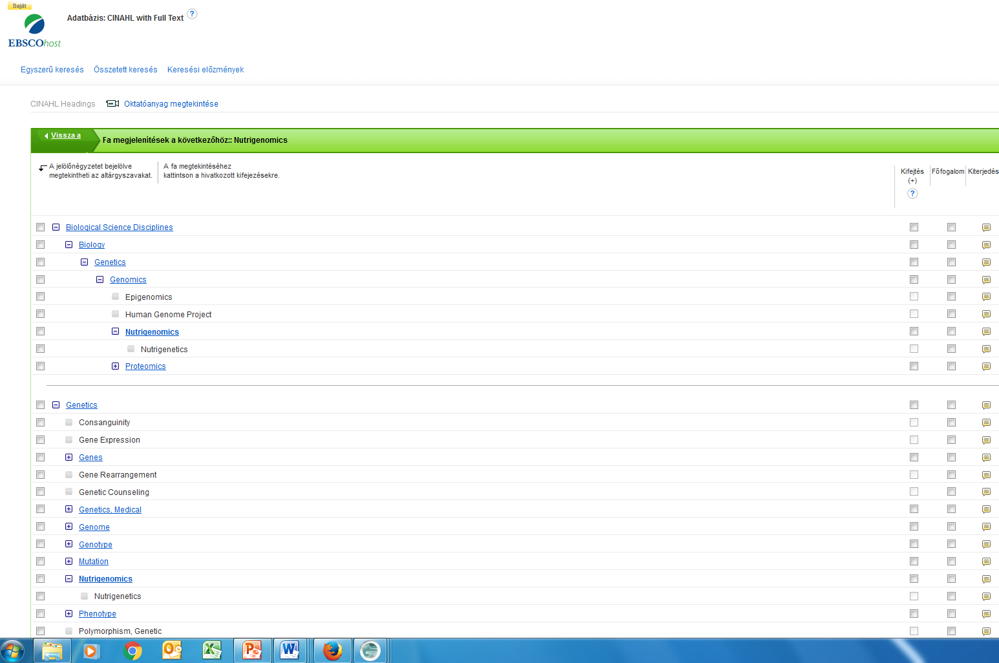 Saját
EBSCOhost
Adatbázis: CINAHL with Full Text ?
Egyszerű keresés Összetett keresés Keresési előzmények
CINAHL Headings Oktatóanyag megtekintése
Vissza a
Fa megjelenítések a következőhöz:: Nutrigenomics
A jelölőnégyzetet bejelölve
megtekintheti az altárgyszavakat.
A fa megtekintéséhez
kattintson a hivatkozott kifejezésekre.
Kifejtés
(+)
?
Főfogalom
Kiterjedés
Biological Science Disciplines
Biology
Genetics
Genomics
Epigenomics
Human Genome Project
Nutrigenomics
Nutrigenetics
Proteomics
Genetics
Consanguinity
Gene Expression
Genes
Gene Rearrangement
Genetic Counseling
Genetics, Medical
Genome
Genotype
Mutation
Nutrigenomics
Nutrigenetics
Phenotype
Polymorphism, Genetic